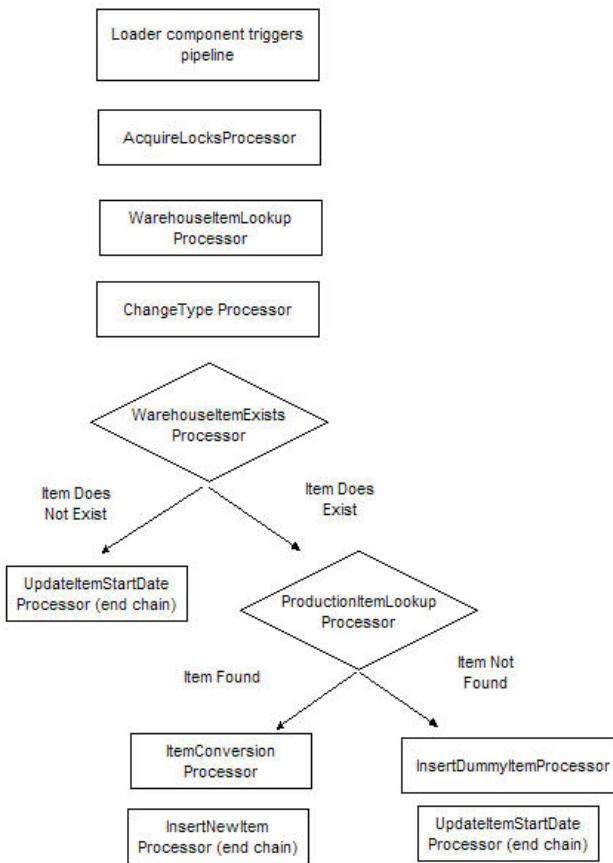 Loader component triggers
pipeline
AcquireLocksProcessor
WarehouseItemLookup
Processor
ChangeType Processor
WarehouseItemExists
Processor
Item Does
Not Exist
Item Does
Exist
UpdateItemStartDate
Processor (end chain)
ProductionItemLookup
Processor
Item Found
Item Not
Found
ItemConversion
Processor
InsertDummyItemProcessor
InsertNewItem
Processor (end chain)
UpdateItemStartDate
Processor (end chain)